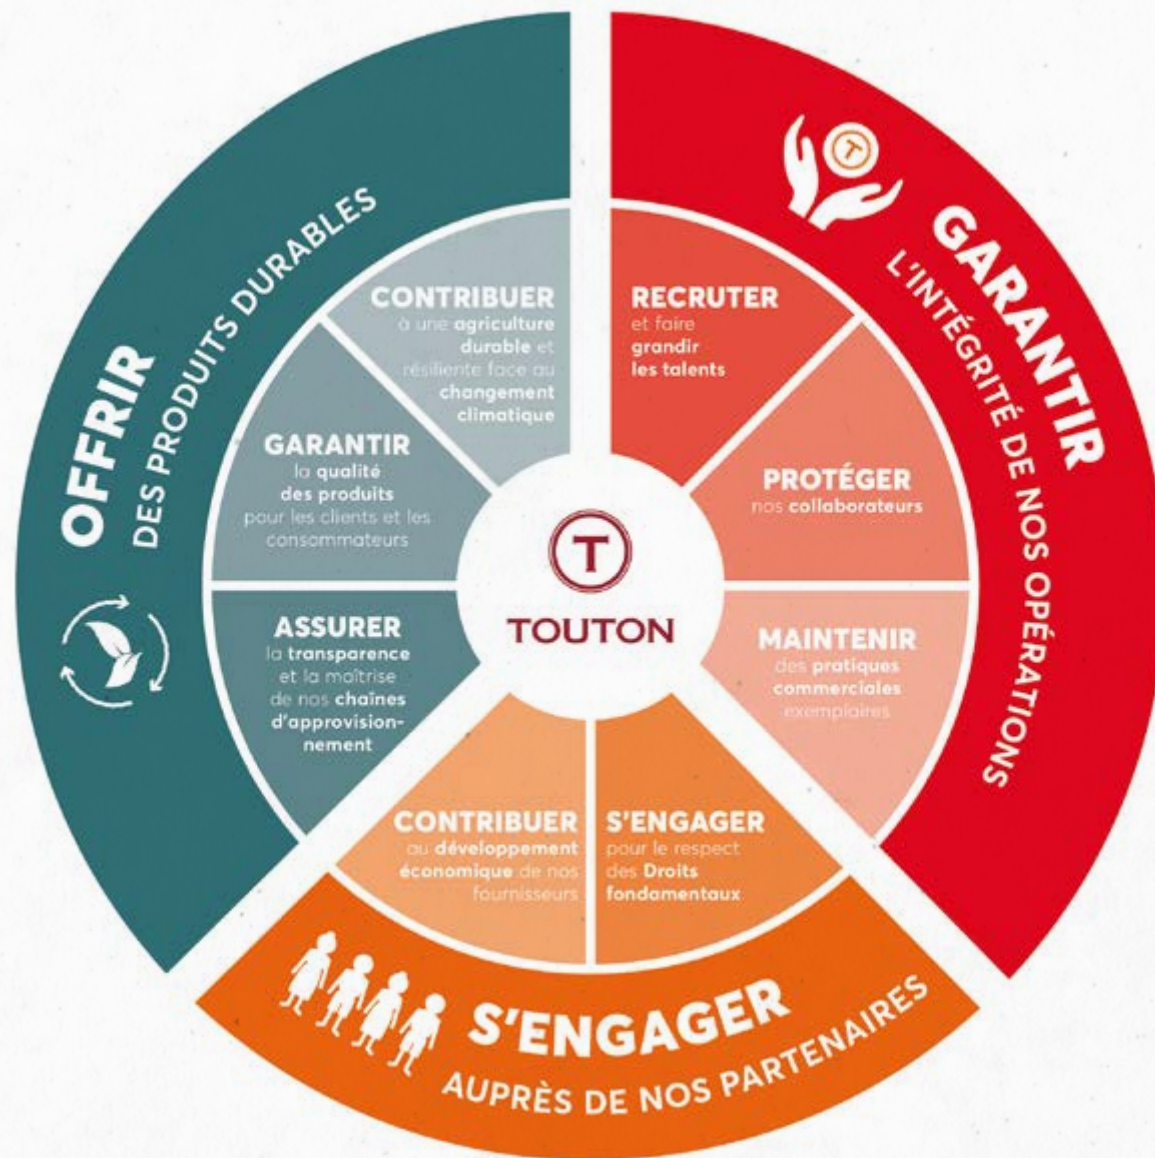 OFFRIR
DES PRODUITS DURABLES
CONTRIBUER
à une agriculture
durable et
résiliente face au
changement
climatique
GARANTIR
la qualité
des produits
pour les clients et les
consommateurs
ASSURER
la transparence
et la maîtrise
de nos chaînes
d'approvision-
nement
GARANTIR
L'INTÉGRITÉ DE NOS OPÉRATIONS
T
RECRUTER
et faire
grandir
les talents
PROTÉGER
nos collaborateurs
MAINTENIR
des pratiques
commerciales
exemplaires
T
TOUTON
CONTRIBUER
au développement
économique de nos
fournisseurs
S'ENGAGER
pour le respect
des Droits
fondamentaux
S'ENGAGER
AUPRÈS DE NOS PARTENAIRES